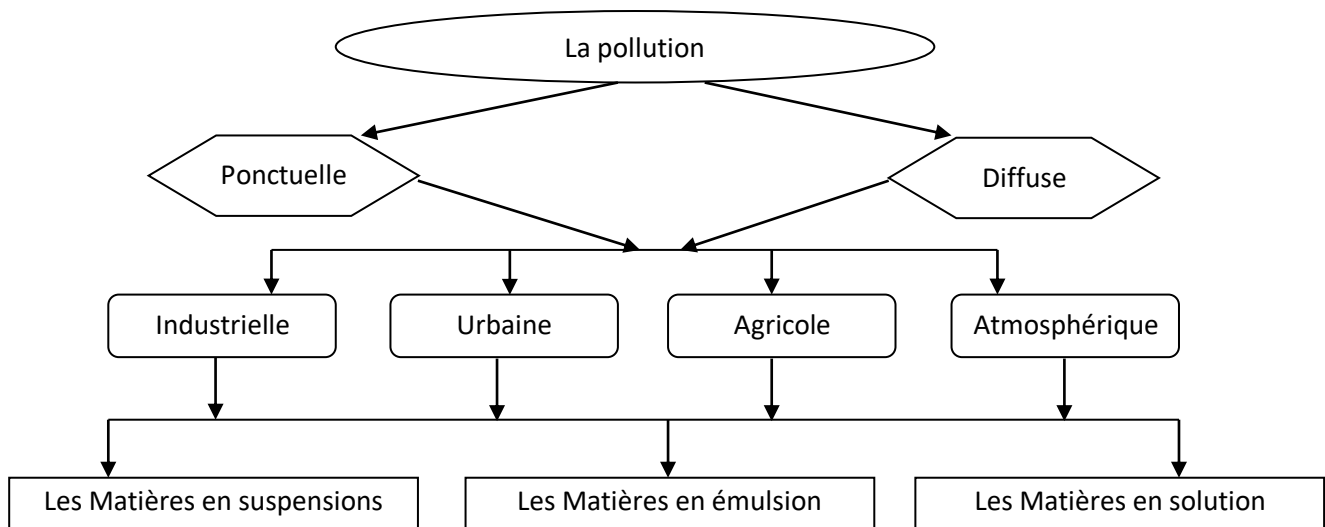 La pollution
Ponctuelle
Diffuse
Industrielle
Urbaine
Agricole
Atmosphérique
Les Matières en suspensions
Les Matières en émulsion
Les Matières en solution